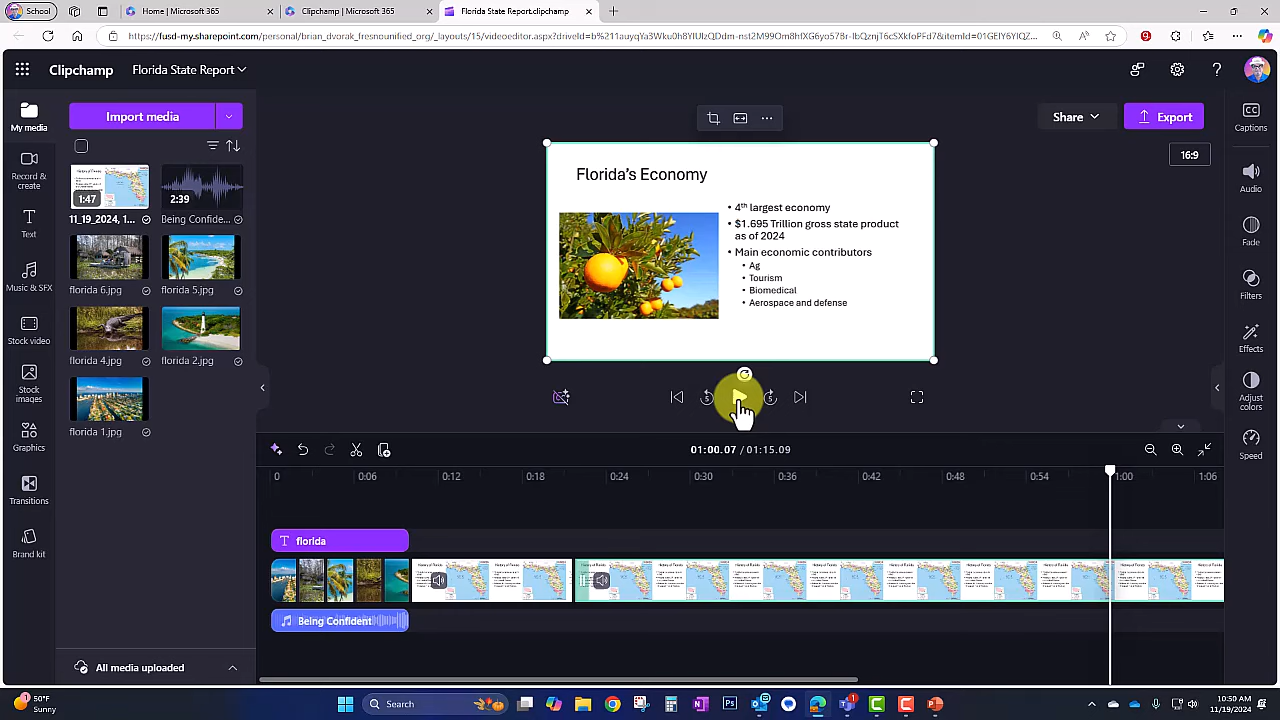 School
Home | Microsoft 365
Clipchamp | Microsoft 365
Florida State Report.clipchamp
Clipchamp
Florida State Report
My media
Record & create
Text
Music & SFX
Stock video
Stock images
Graphics
Transitions
Brand kit
Import media
1:47
11_19_2024, 1...
2:39
Being Confide...
florida 6.jpg
florida 5.jpg
florida 4.jpg
florida 2.jpg
florida 1.jpg
All media uploaded
Share
Export
16:9
Captions
Audio
Fade
Filters
Effects
Adjust colors
Speed
Florida's Economy
• 4th largest economy
• $1.695 Trillion gross state product
as of 2024
• Main economic contributors
• Ag
• Tourism
• Biomedical
• Aerospace and defense
5
5
01:00.07 / 01:15.09
0 0:06 0:12 0:18 0:24 0:30 0:36 0:42 0:48 0:54 1:00 1:06
T florida
Being Confident
50°F
Sunny
Search
10:50 AM
11/19/2024